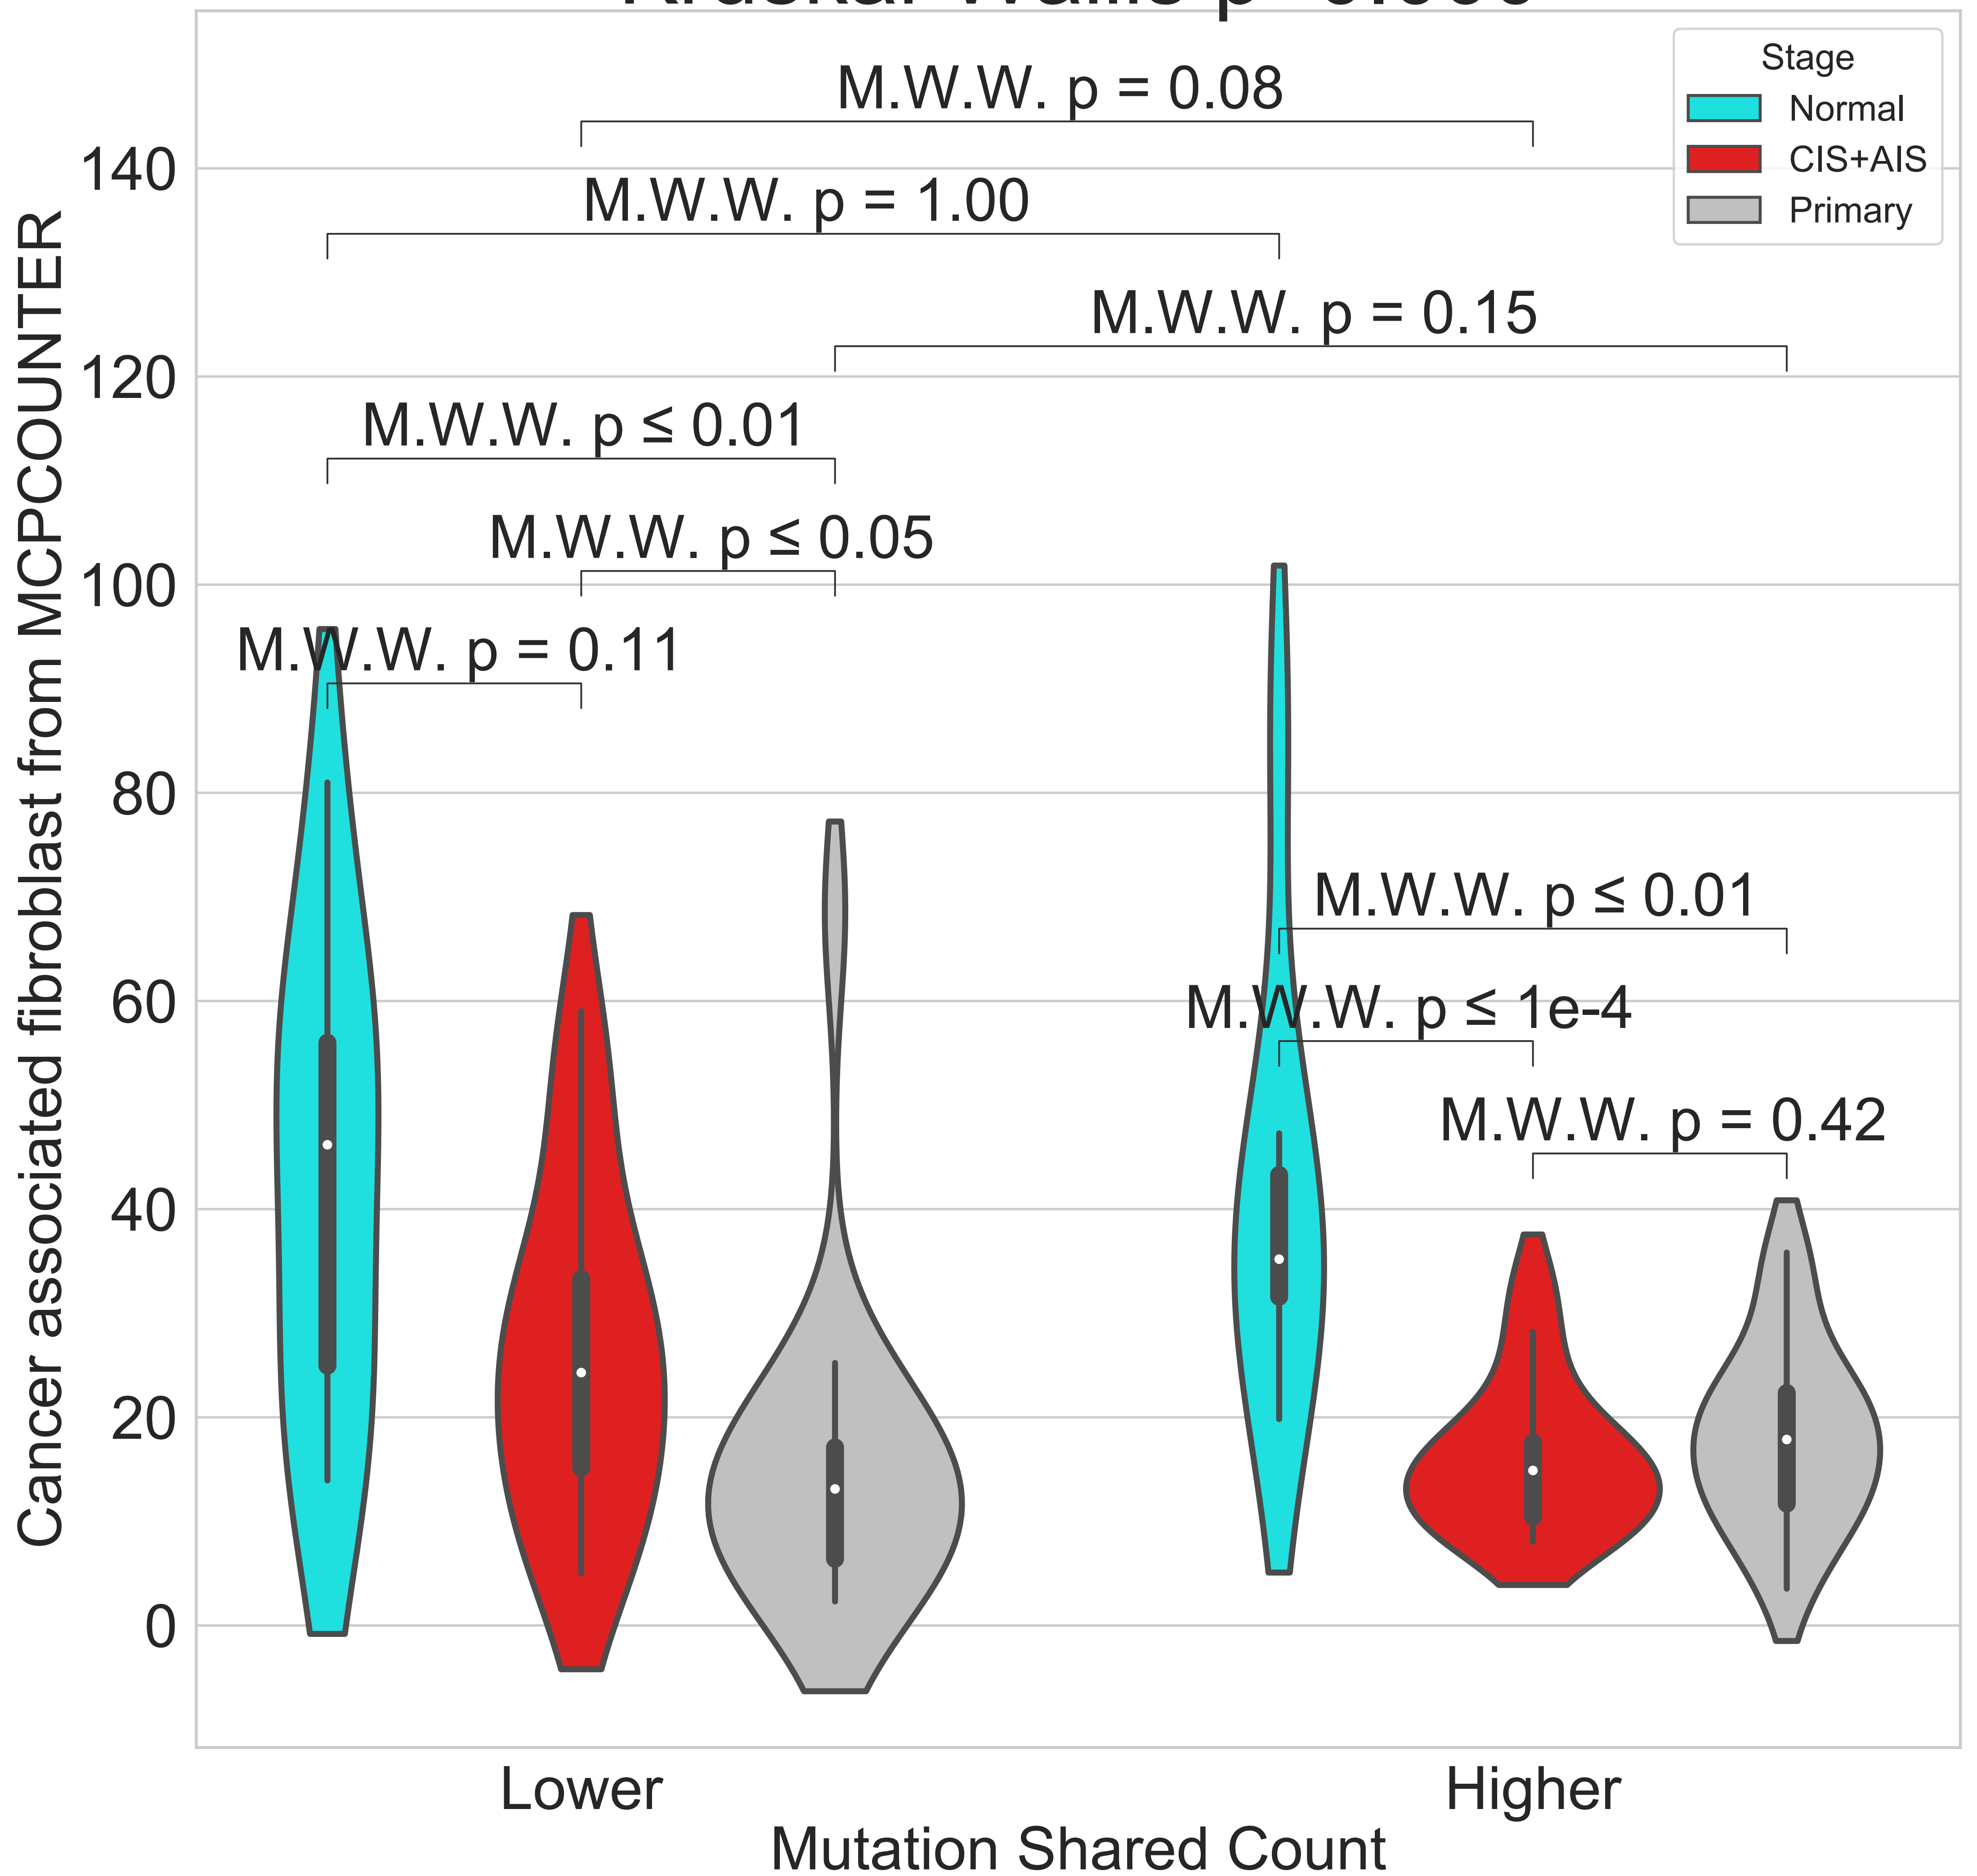 Stage
Normal
CIS+AIS
Primary
M.W.W. p = 0.08
M.W.W. p = 1.00
M.W.W. p = 0.15
M.W.W. p ≤ 0.01
M.W.W. p ≤ 0.05
M.W.W. p = 0.11
M.W.W. p ≤ 0.01
M.W.W. p ≤ 1e-4
M.W.W. p = 0.42
Cancer associated fibroblast from MCPCOUNTER
140
120
100
80
60
40
20
0
Lower
Higher
Mutation Shared Count